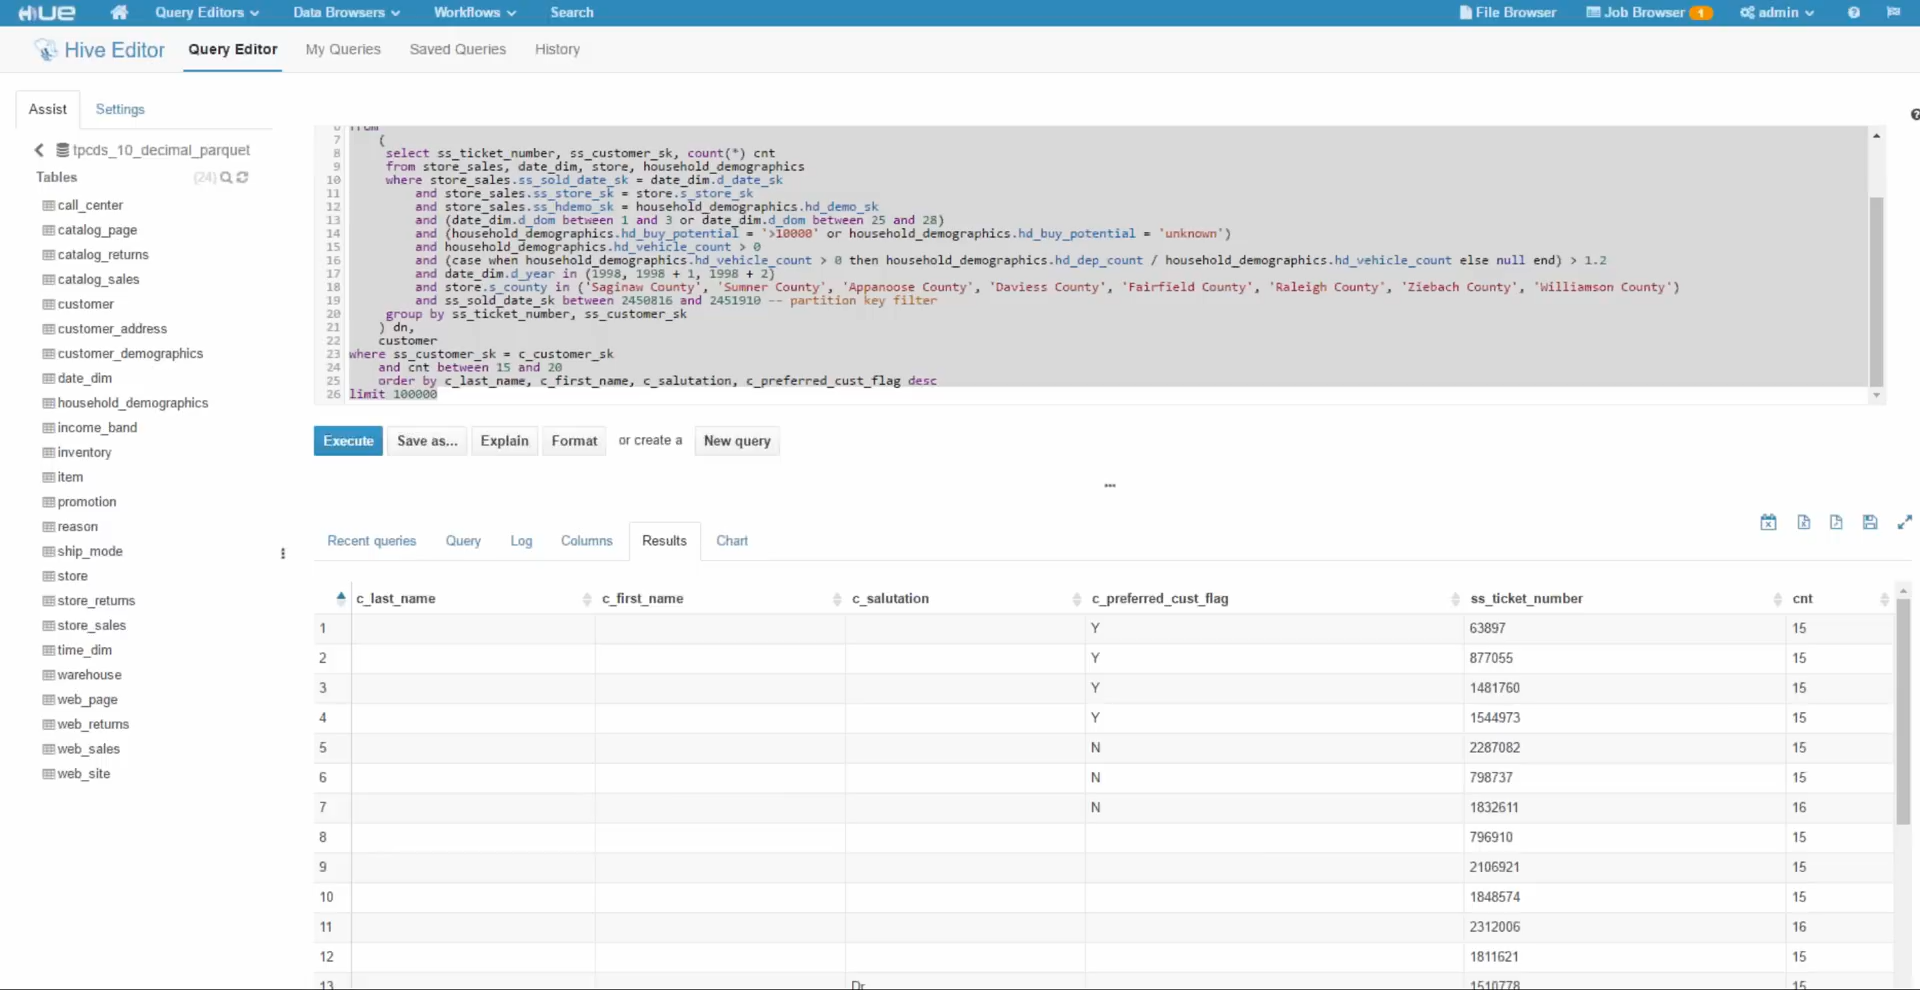 HUE Query Editors Data Browsers Workflows Search File Browser Job Browser 1 admin
Hive Editor Query Editor My Queries Saved Queries History
Assist Settings
tpcds_10_decimal_parquet
Tables (24)
call_center
catalog_page
catalog_returns
catalog_sales
customer
customer_address
customer_demographics
date_dim
household_demographics
income_band
inventory
item
promotion
reason
ship_mode
store
store_returns
store_sales
time_dim
warehouse
web_page
web_returns
web_sales
web_site
6 from
7 (
8 select ss_ticket_number, ss_customer_sk, count(*) cnt
9 from store_sales, date_dim, store, household_demographics
10 where store_sales.ss_sold_date_sk = date_dim.d_date_sk
11 and store_sales.ss_store_sk = store.s_store_sk
12 and store_sales.ss_hdemo_sk = household_demographics.hd_demo_sk
13 and (date_dim.d_dom between 1 and 3 or date_dim.d_dom between 25 and 28)
14 and (household_demographics.hd_buy_potential = '>10000' or household_demographics.hd_buy_potential = 'unknown')
15 and household_demographics.hd_vehicle_count > 0
16 and (case when household_demographics.hd_vehicle_count > 0 then household_demographics.hd_dep_count / household_demographics.hd_vehicle_count else null end) > 1.2
17 and date_dim.d_year in (1998, 1998 + 1, 1998 + 2)
18 and store.s_county in ('Saginaw County', 'Sumner County', 'Appanoose County', 'Daviess County', 'Fairfield County', 'Raleigh County', 'Ziebach County', 'Williamson County')
19 and ss_sold_date_sk between 2450816 and 2451910 -- partition key filter
20 group by ss_ticket_number, ss_customer_sk
21 ) dn,
22 customer
23 where ss_customer_sk = c_customer_sk
24 and cnt between 15 and 20
25 order by c_last_name, c_first_name, c_salutation, c_preferred_cust_flag desc
26 limit 100000
Execute Save as... Explain Format or create a New query
Recent queries Query Log Columns Results Chart
c_last_name c_first_name c_salutation c_preferred_cust_flag ss_ticket_number cnt
1 Y 63897 15
2 Y 877055 15
3 Y 1481760 15
4 Y 1544973 15
5 N 2287082 15
6 N 798737 15
7 N 1832611 16
8 796910 15
9 2106921 15
10 1848574 15
11 2312006 16
12 1811621 15
13 Dr. 1510778 15